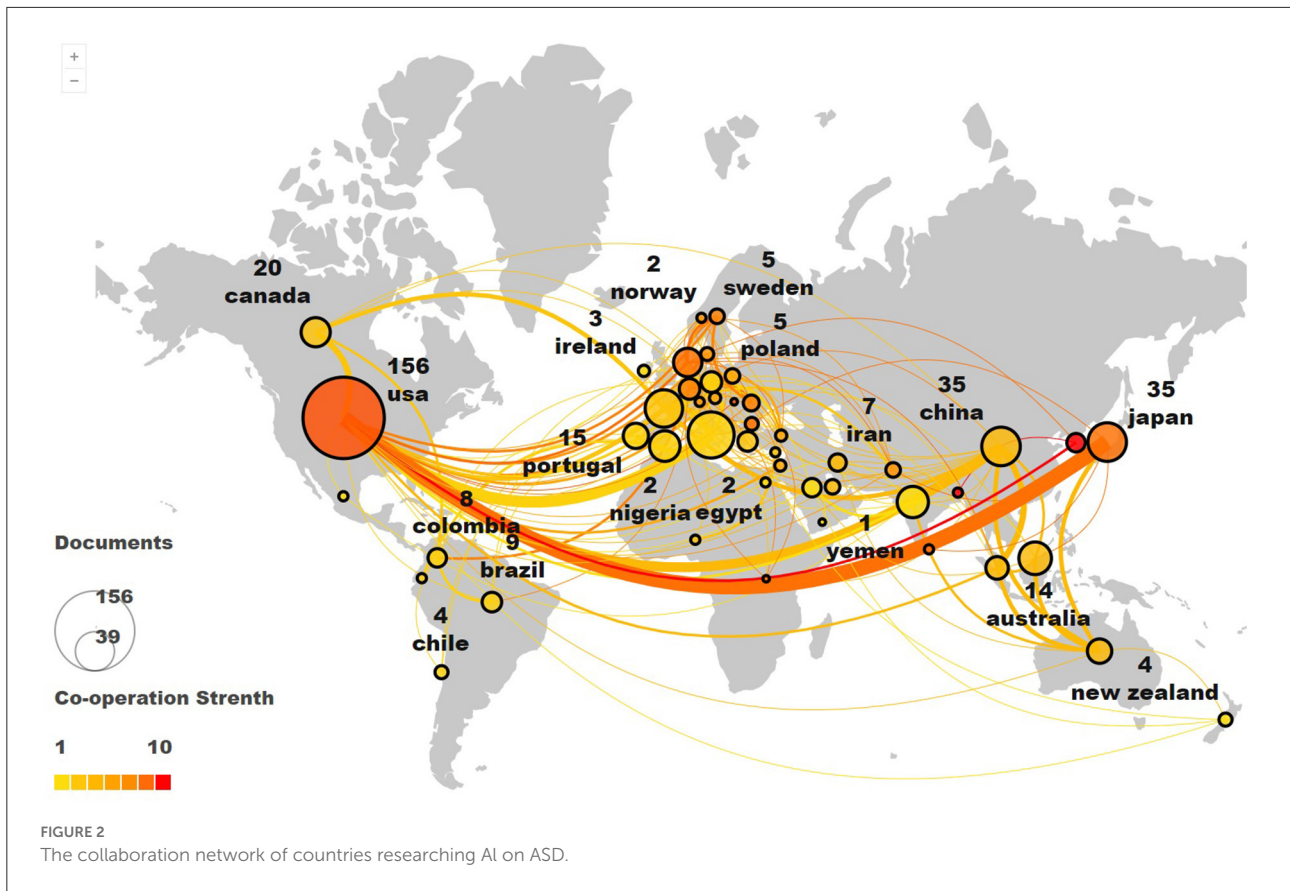 +
−
20
canada
156
usa
2
norway
5
sweden
3
ireland
5
poland
35
china
35
japan
7
iran
15
portugal
2
nigeria
2
egypt
8
colombia
9
brazil
1
yemen
14
australia
4
chile
4
new zealand
Documents
156
39
Co-operation Strenth
1 10
FIGURE 2
The collaboration network of countries researching AI on ASD.